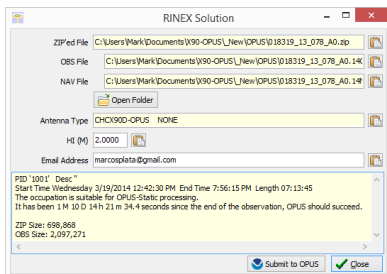 RINEX Solution
ZIP'ed File C:\Users\Mark\Documents\X90-OPUS\_New\OPUS\018319_13_078_A0.zip
OBS File C:\Users\Mark\Documents\X90-OPUS\_New\OPUS\018319_13_078_A0.14O
NAV File C:\Users\Mark\Documents\X90-OPUS\_New\OPUS\018319_13_078_A0.14N
Open Folder
Antenna Type CHCX90D-OPUS NONE
HI (M) 2.0000
Email Address marcosplata@gmail.com
PID '1001' Desc ''
Start Time Wednesday 3/19/2014 12:42:30 PM End Time 7:56:15 PM Length 07:13:45
The occupation is suitable for OPUS-Static processing.
It has been 1 M 10 D 14 h 21 m 34.4 seconds since the end of the observation, OPUS should succeed.
ZIP Size: 698,868
OBS Size: 2,097,271
Submit to OPUS Close